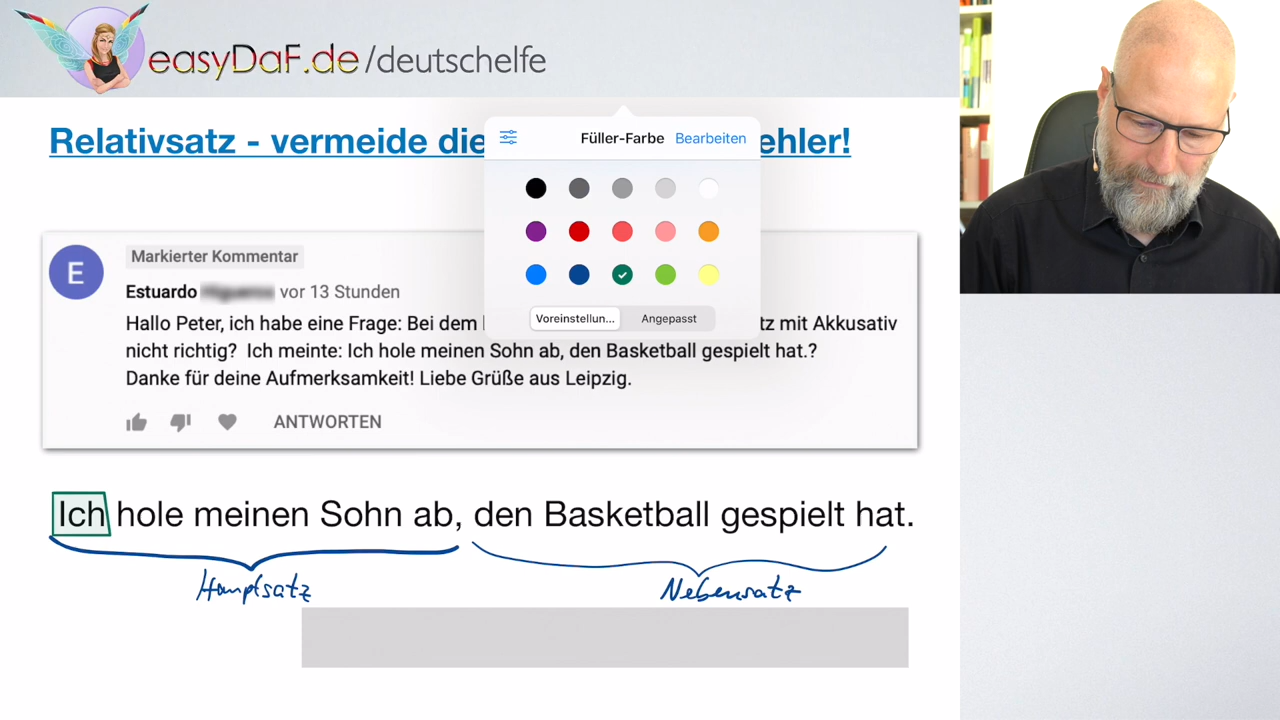 easyDaF.de/deutschelfe
Relativsatz - vermeide die ehler!
Füller-Farbe Bearbeiten
Voreinstellun... Angepasst
E
Markierter Kommentar
Estuardo vor 13 Stunden
Hallo Peter, ich habe eine Frage: Bei dem tz mit Akkusativ
nicht richtig? Ich meinte: Ich hole meinen Sohn ab, den Basketball gespielt hat.?
Danke für deine Aufmerksamkeit! Liebe Grüße aus Leipzig.
ANTWORTEN
Ich hole meinen Sohn ab, den Basketball gespielt hat.
Hauptsatz Nebensatz